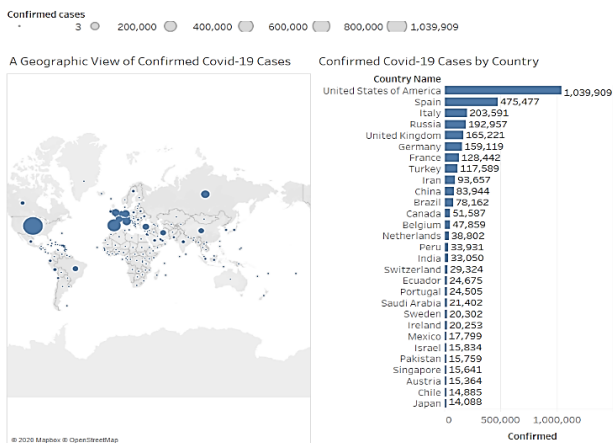 Confirmed cases
3 200,000 400,000 600,000 800,000 1,039,909
A Geographic View of Confirmed Covid-19 Cases
© 2020 Mapbox © OpenStreetMap
Confirmed Covid-19 Cases by Country
Country Name
United States of America 1,039,909
Spain 475,477
Italy 203,591
Russia 192,957
United Kingdom 165,221
Germany 159,119
France 128,442
Turkey 117,589
Iran 93,657
China 83,944
Brazil 78,162
Canada 51,587
Belgium 47,859
Netherlands 38,802
Peru 33,931
India 33,050
Switzerland 29,324
Ecuador 24,675
Portugal 24,505
Saudi Arabia 21,402
Sweden 20,302
Ireland 20,253
Mexico 17,799
Israel 15,834
Pakistan 15,759
Singapore 15,641
Austria 15,364
Chile 14,885
Japan 14,088
0 500,000 1,000,000
Confirmed